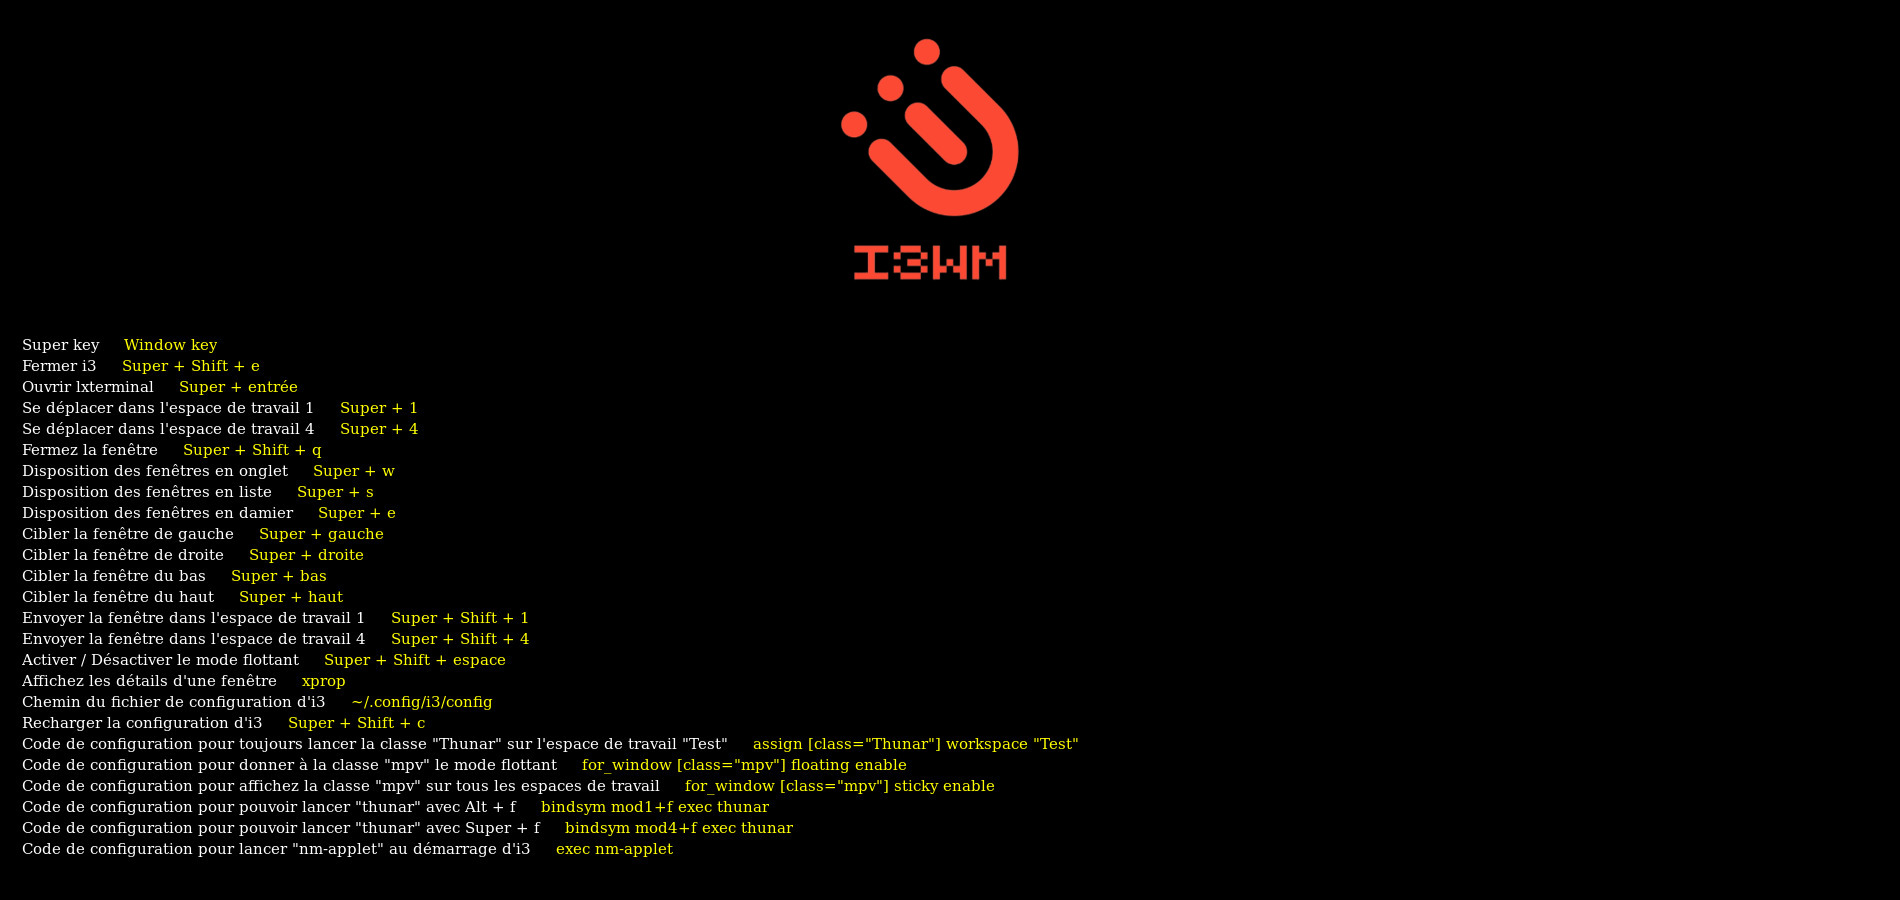 I3WM
Super key Window key
Fermer i3 Super + Shift + e
Ouvrir lxterminal Super + entrée
Se déplacer dans l'espace de travail 1 Super + 1
Se déplacer dans l'espace de travail 4 Super + 4
Fermez la fenêtre Super + Shift + q
Disposition des fenêtres en onglet Super + w
Disposition des fenêtres en liste Super + s
Disposition des fenêtres en damier Super + e
Cibler la fenêtre de gauche Super + gauche
Cibler la fenêtre de droite Super + droite
Cibler la fenêtre du bas Super + bas
Cibler la fenêtre du haut Super + haut
Envoyer la fenêtre dans l'espace de travail 1 Super + Shift + 1
Envoyer la fenêtre dans l'espace de travail 4 Super + Shift + 4
Activer / Désactiver le mode flottant Super + Shift + espace
Affichez les détails d'une fenêtre xprop
Chemin du fichier de configuration d'i3 ~/.config/i3/config
Recharger la configuration d'i3 Super + Shift + c
Code de configuration pour toujours lancer la classe "Thunar" sur l'espace de travail "Test" assign [class="Thunar"] workspace "Test"
Code de configuration pour donner à la classe "mpv" le mode flottant for_window [class="mpv"] floating enable
Code de configuration pour affichez la classe "mpv" sur tous les espaces de travail for_window [class="mpv"] sticky enable
Code de configuration pour pouvoir lancer "thunar" avec Alt + f bindsym mod1+f exec thunar
Code de configuration pour pouvoir lancer "thunar" avec Super + f bindsym mod4+f exec thunar
Code de configuration pour lancer "nm-applet" au démarrage d'i3 exec nm-applet